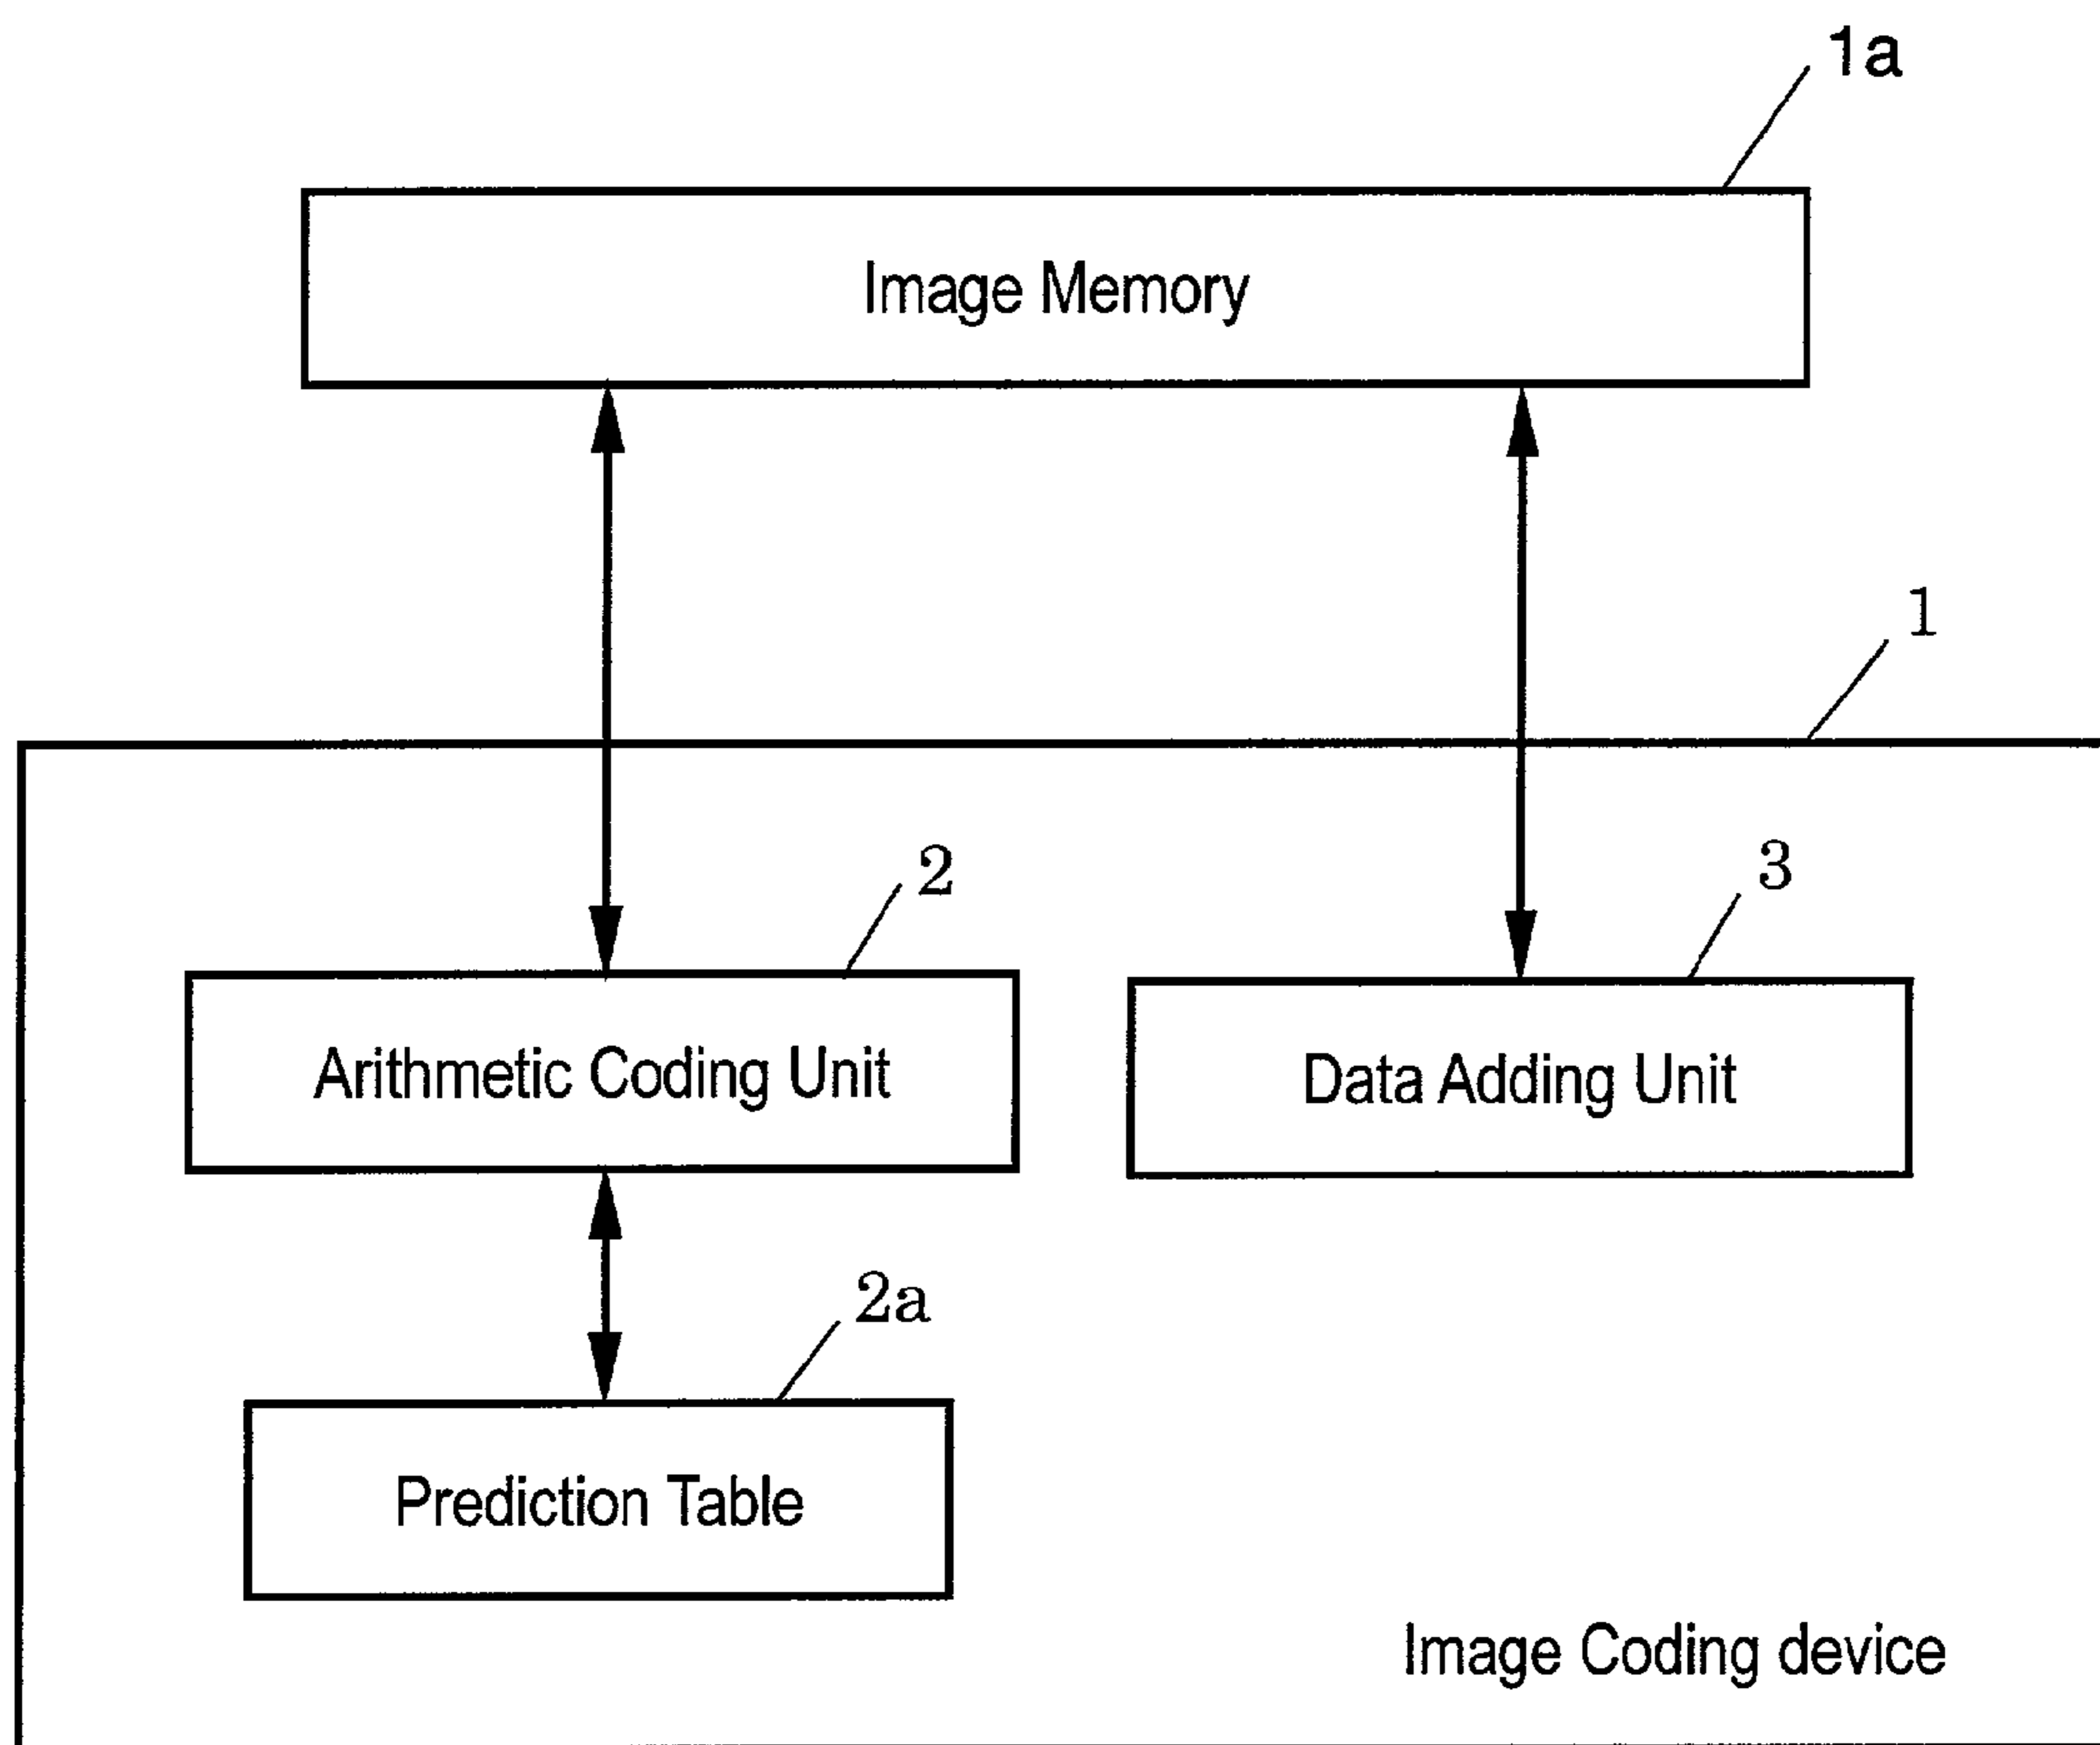 1a
Image Memory
1
2
3
Arithmetic Coding Unit
Data Adding Unit
2a
Prediction Table
Image Coding device